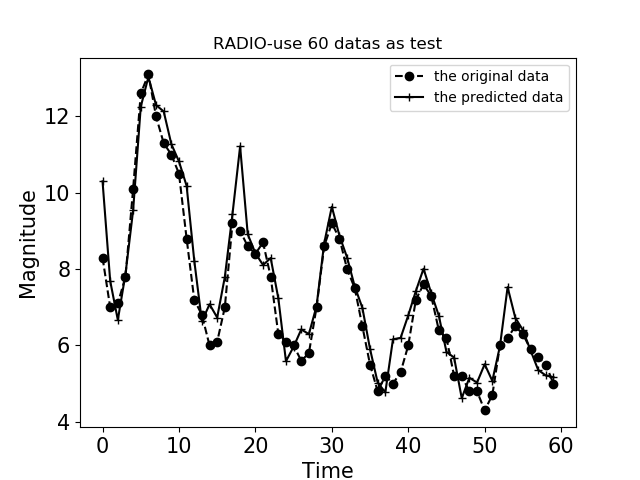 RADIO-use 60 datas as test
the original data
the predicted data
12
10
8
6
4
Magnitude
0 10 20 30 40 50 60
Time